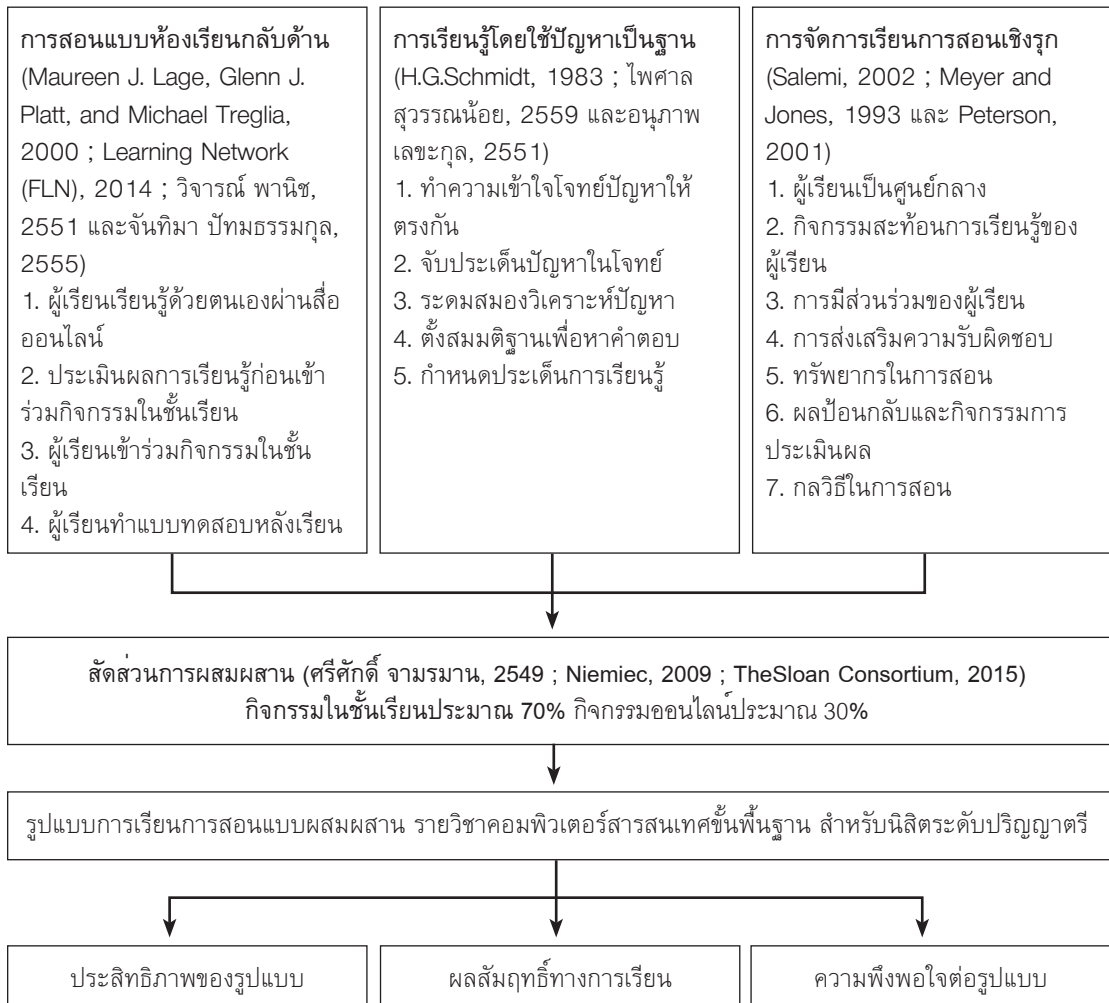 การสอนแบบห้องเรียนกลับด้าน
(Maureen J. Lage, Glenn J.
Platt, and Michael Treglia,
2000 ; Learning Network
(FLN), 2014 ; วิจารณ์ พานิช,
2551 และจันทิมา ปัทมธรรมกุล,
2555)
1. ผู้เรียนเรียนรู้ด้วยตนเองผ่านสื่อ
ออนไลน์
2. ประเมินผลการเรียนรู้ก่อนเข้า
ร่วมกิจกรรมในชั้นเรียน
3. ผู้เรียนเข้าร่วมกิจกรรมในชั้น
เรียน
4. ผู้เรียนทำแบบทดสอบหลังเรียน
การเรียนรู้โดยใช้ปัญหาเป็นฐาน
(H.G.Schmidt, 1983 ; ไพศาล
สุวรรณน้อย, 2559 และอนุภาพ
เลขะกุล, 2551)
1. ทำความเข้าใจโจทย์ปัญหาให้
ตรงกัน
2. จับประเด็นปัญหาในโจทย์
3. ระดมสมองวิเคราะห์ปัญหา
4. ตั้งสมมติฐานเพื่อหาคำตอบ
5. กำหนดประเด็นการเรียนรู้
การจัดการเรียนการสอนเชิงรุก
(Salemi, 2002 ; Meyer and
Jones, 1993 และ Peterson,
2001)
1. ผู้เรียนเป็นศูนย์กลาง
2. กิจกรรมสะท้อนการเรียนรู้ของ
ผู้เรียน
3. การมีส่วนร่วมของผู้เรียน
4. การส่งเสริมความรับผิดชอบ
5. ทรัพยากรในการสอน
6. ผลป้อนกลับและกิจกรรมการ
ประเมินผล
7. กลวิธีในการสอน
สัดส่วนการผสมผสาน (ศรีศักดิ์ จามรมาน, 2549 ; Niemiec, 2009 ; TheSloan Consortium, 2015)
กิจกรรมในชั้นเรียนประมาณ 70% กิจกรรมออนไลน์ประมาณ 30%
รูปแบบการเรียนการสอนแบบผสมผสาน รายวิชาคอมพิวเตอร์สารสนเทศขั้นพื้นฐาน สำหรับนิสิตระดับปริญญาตรี
ประสิทธิภาพของรูปแบบ
ผลสัมฤทธิ์ทางการเรียน
ความพึงพอใจต่อรูปแบบ